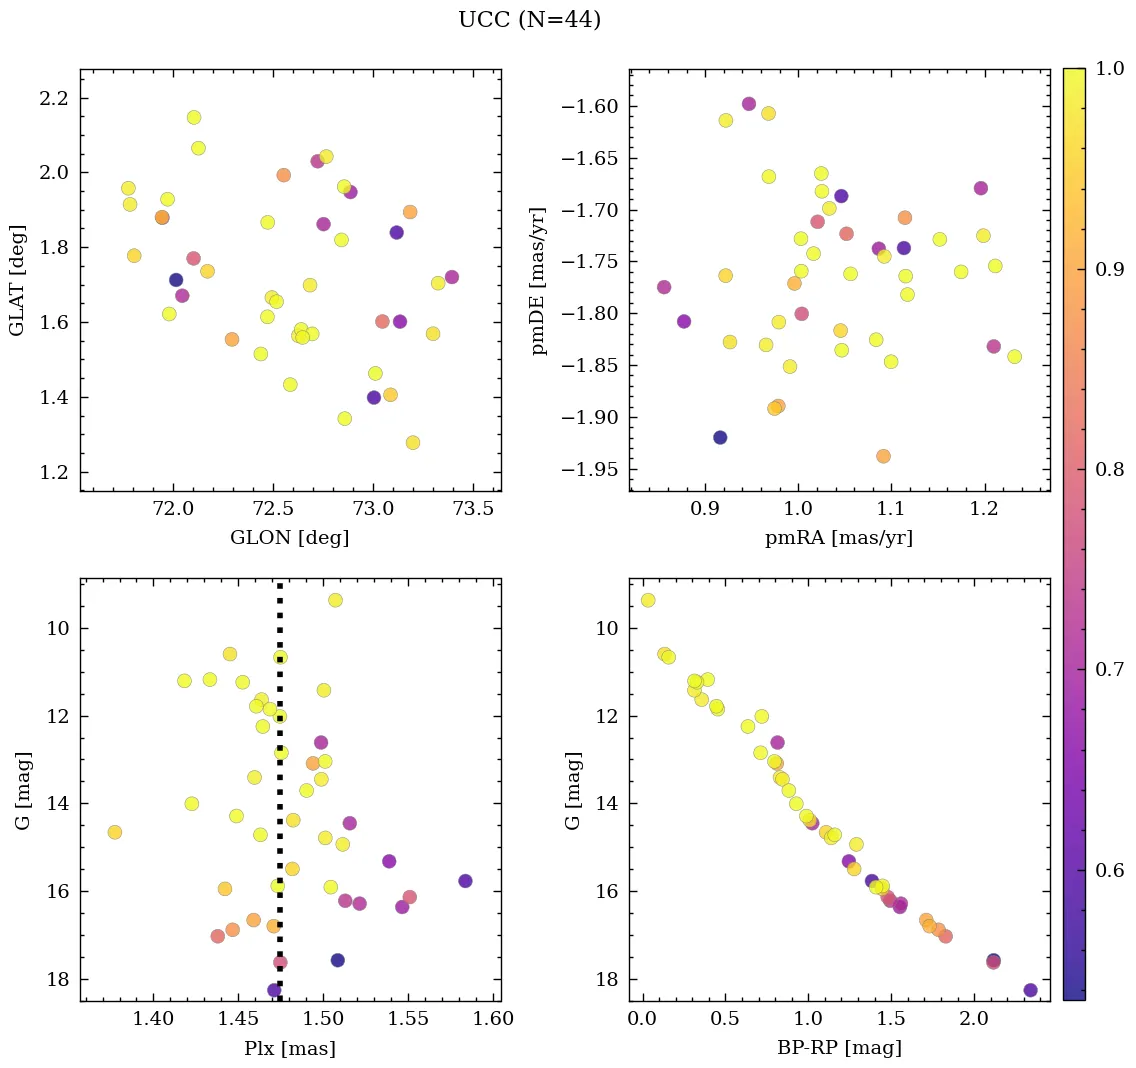 UCC (N=44)
2.2
2.0
1.8
1.6
1.4
1.2
72.0 72.5 73.0 73.5
GLON [deg]
GLAT [deg]
−1.60
−1.65
−1.70
−1.75
−1.80
−1.85
−1.90
−1.95
0.9 1.0 1.1 1.2
pmRA [mas/yr]
pmDE [mas/yr]
10
12
14
16
18
1.40 1.45 1.50 1.55 1.60
Plx [mas]
G [mag]
10
12
14
16
18
0.0 0.5 1.0 1.5 2.0
BP-RP [mag]
G [mag]
1.0
0.9
0.8
0.7
0.6